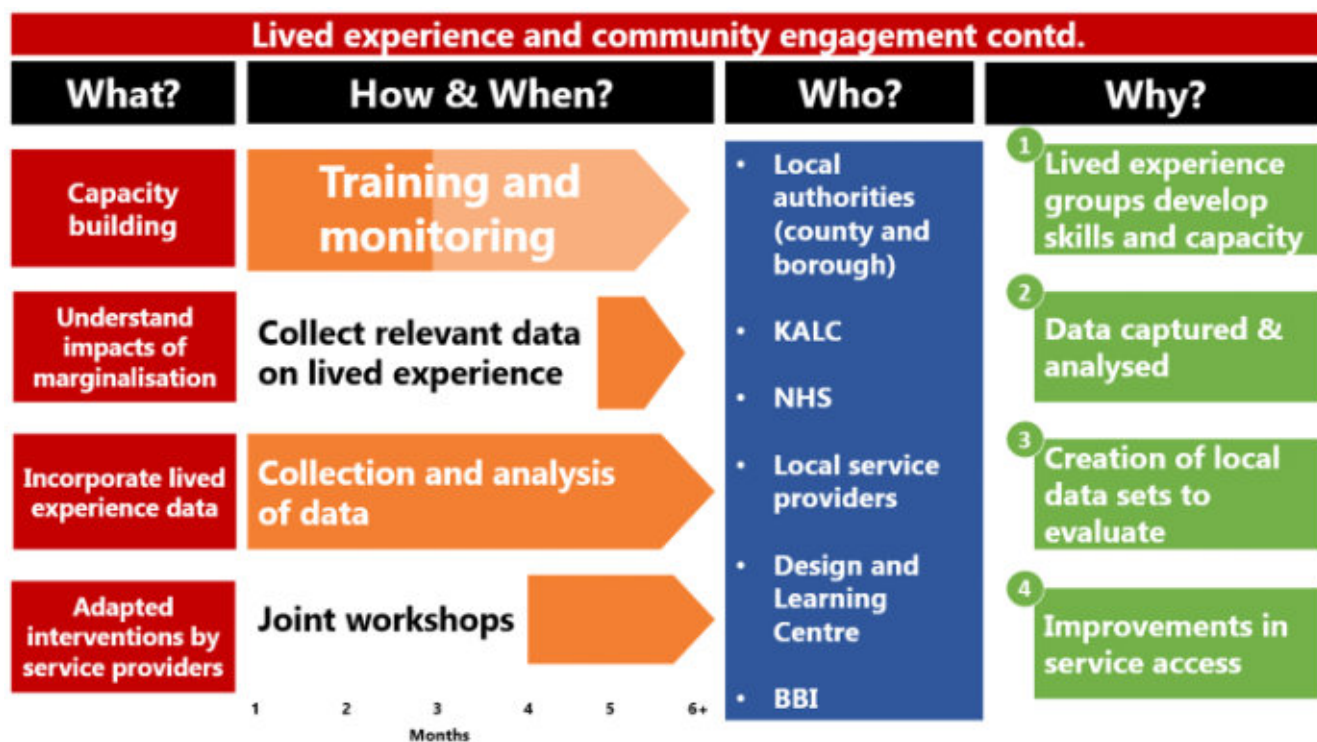 Lived experience and community engagement contd.
What?
How & When?
Who?
Why?
Capacity
building
Training and
monitoring
Understand
impacts of
marginalisation
Collect relevant data
on lived experience
Incorporate lived
experience data
Collection and analysis
of data
Adapted
interventions by
service providers
Joint workshops
1 2 3 4 5 6+
Months
• Local
authorities
(county and
borough)
• KALC
• NHS
• Local service
providers
• Design and
Learning
Centre
• BBI
1
Lived experience
groups develop
skills and capacity
2
Data captured &
analysed
3
Creation of local
data sets to
evaluate
4
Improvements in
service access